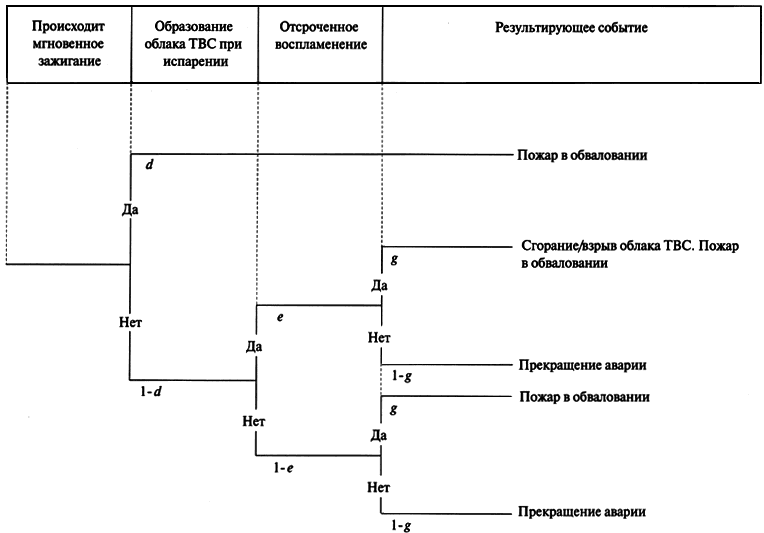 Происходит
мгновенное
зажигание
Образование
облака ТВС при
испарении
Отсроченное
воспламенение
Результирующее событие
d
Пожар в обваловании
Да
Сгорание/взрыв облака ТВС. Пожар
в обваловании
g
Да
e
Нет
Нет
Да
Прекращение аварии
1-g
1-d
Пожар в обваловании
g
Нет
Да
1-e
Нет
Прекращение аварии
1-g